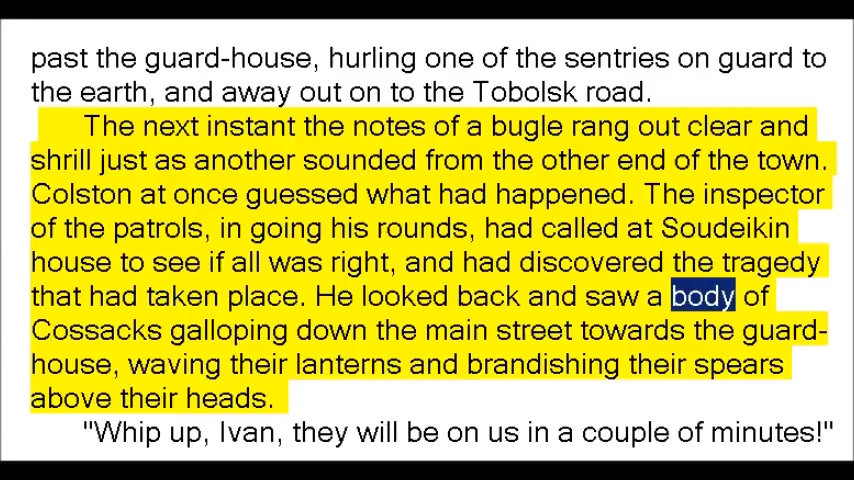 past the guard-house, hurling one of the sentries on guard to
the earth, and away out on to the Tobolsk road.
The next instant the notes of a bugle rang out clear and
shrill just as another sounded from the other end of the town.
Colston at once guessed what had happened. The inspector
of the patrols, in going his rounds, had called at Soudeikin
house to see if all was right, and had discovered the tragedy
that had taken place. He looked back and saw a body of
Cossacks galloping down the main street towards the guard-
house, waving their lanterns and brandishing their spears
above their heads.
"Whip up, Ivan, they will be on us in a couple of minutes!"